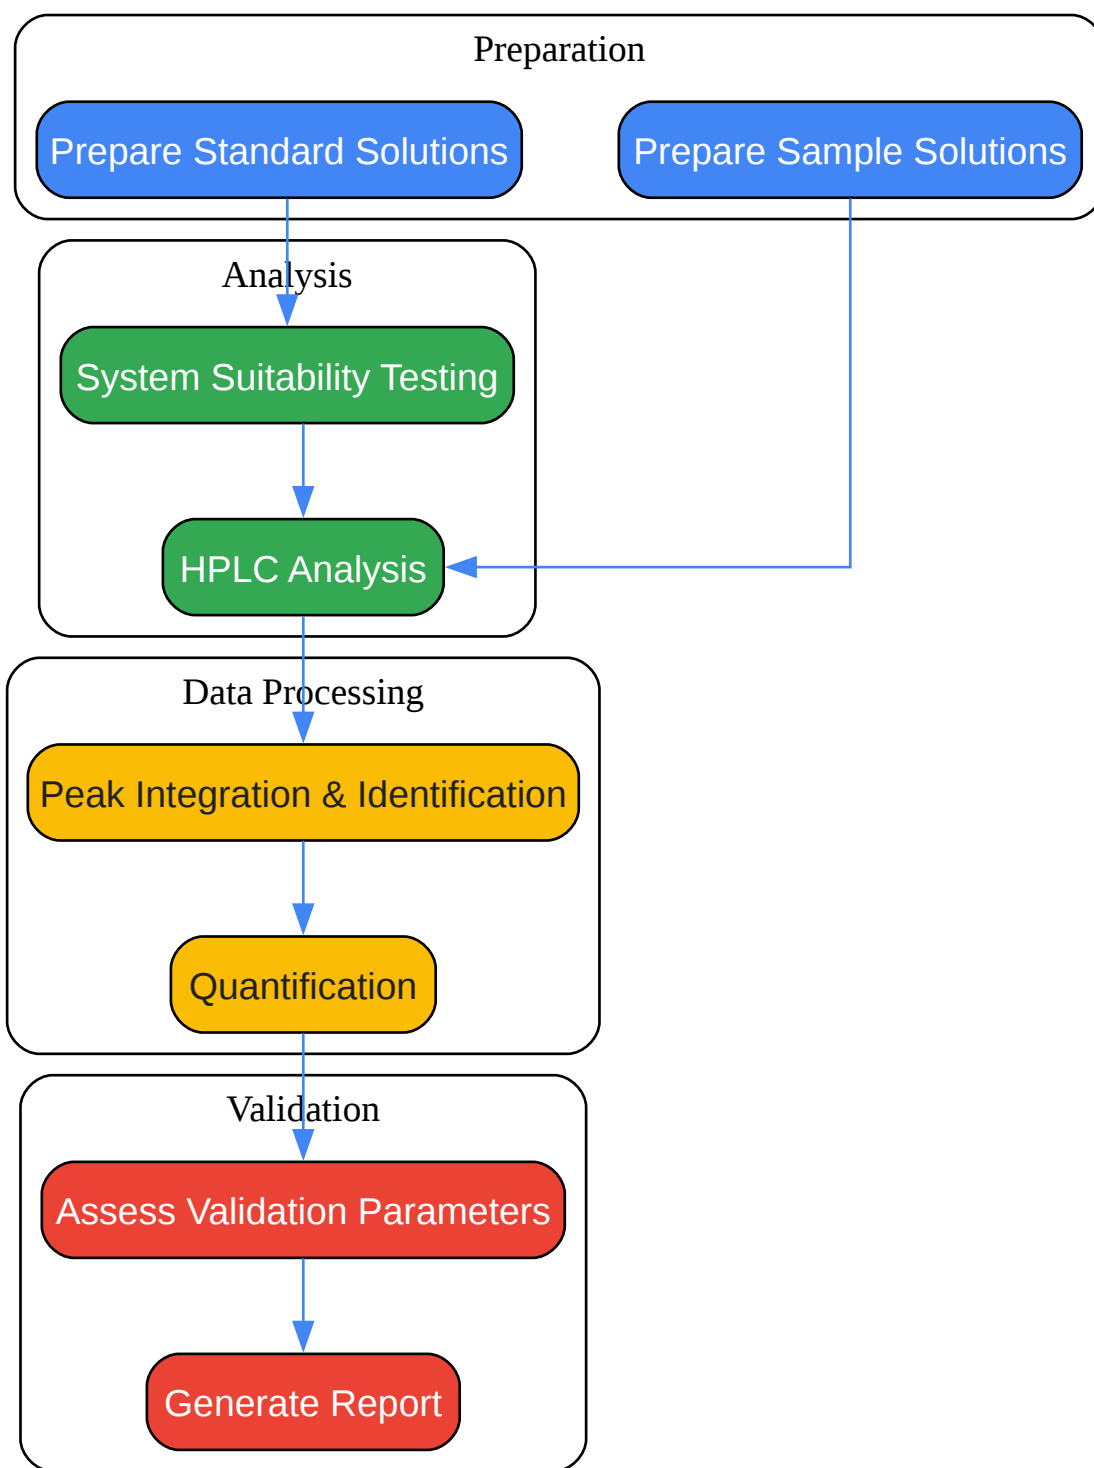 Preparation
Prepare Standard Solutions
Prepare Sample Solutions
Analysis
System Suitability Testing
HPLC Analysis
Data Processing
Peak Integration & Identification
Quantification
Validation
Assess Validation Parameters
Generate Report